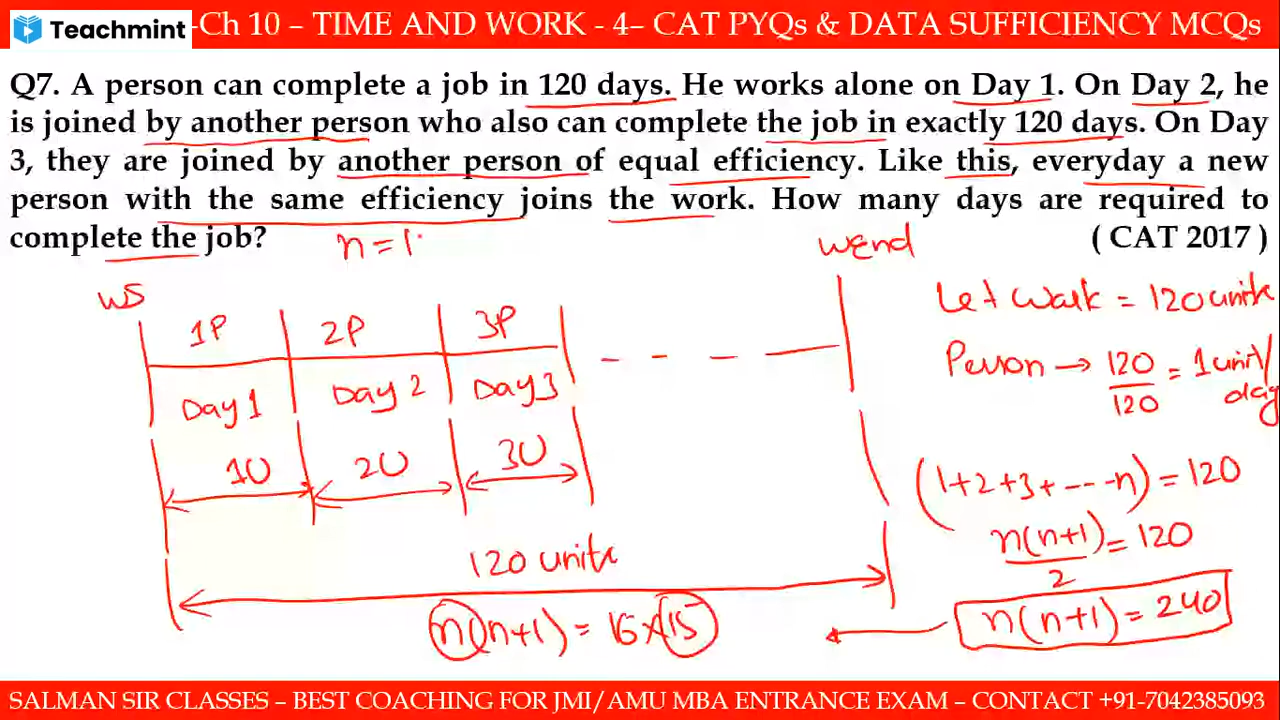 Teachmint
-Ch 10 – TIME AND WORK - 4– CAT PYQs & DATA SUFFICIENCY MCQs
Q7. A person can complete a job in 120 days. He works alone on Day 1. On Day 2, he
is joined by another person who also can complete the job in exactly 120 days. On Day
3, they are joined by another person of equal efficiency. Like this, everyday a new
person with the same efficiency joins the work. How many days are required to
complete the job?
( CAT 2017 )
n = 1
WS
WEnd
1P 2P 3P
Day 1 Day 2 Day 3
1U 2U 3U
120 units
n(n+1) = 16×15
Let Work = 120 units
Person → 120/120 = 1 unit/day
(1+2+3+----n) = 120
n(n+1)/2 = 120
n(n+1) = 240
SALMAN SIR CLASSES – BEST COACHING FOR JMI/AMU MBA ENTRANCE EXAM – CONTACT +91-7042385093